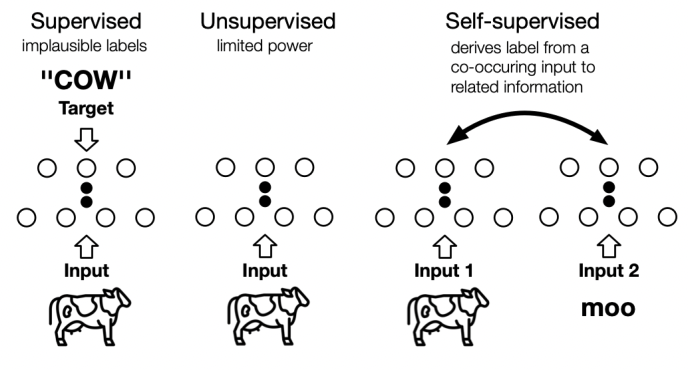 Supervised
implausible labels
"COW"
Target
Input
Unsupervised
limited power
Input
Self-supervised
derives label from a
co-occuring input to
related information
Input 1
Input 2
moo